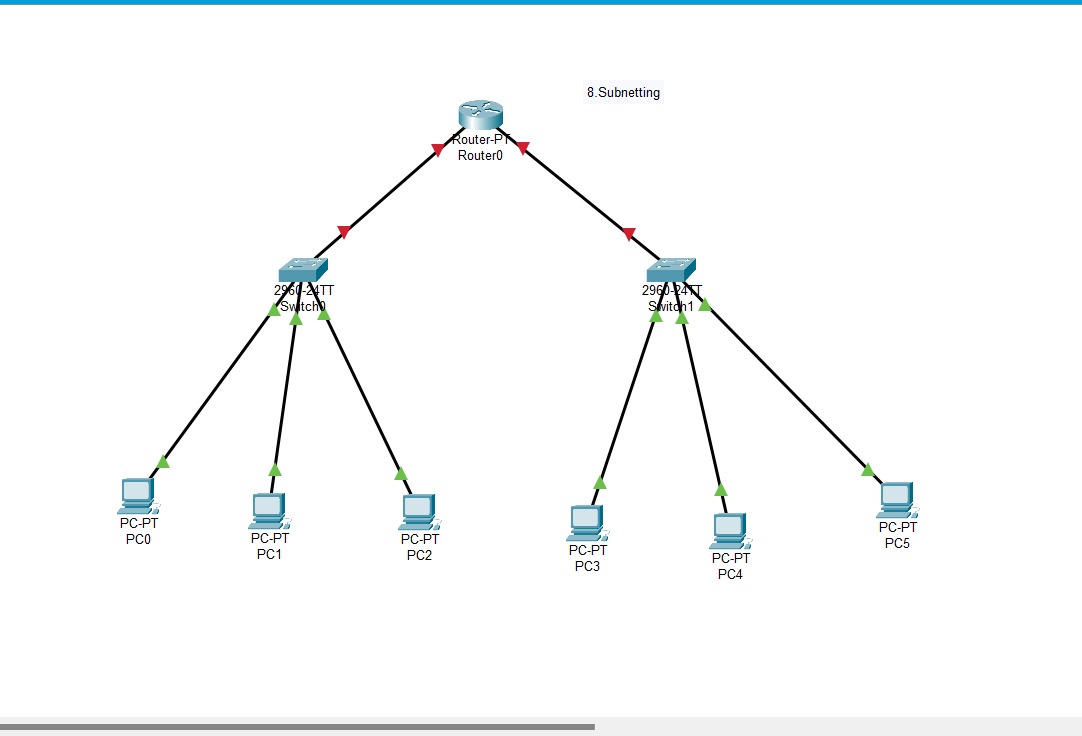 8.Subnetting
Router-PT
Router0
2960-24TT
Switch0
2960-24TT
Switch1
PC-PT
PC0
PC-PT
PC1
PC-PT
PC2
PC-PT
PC3
PC-PT
PC4
PC-PT
PC5